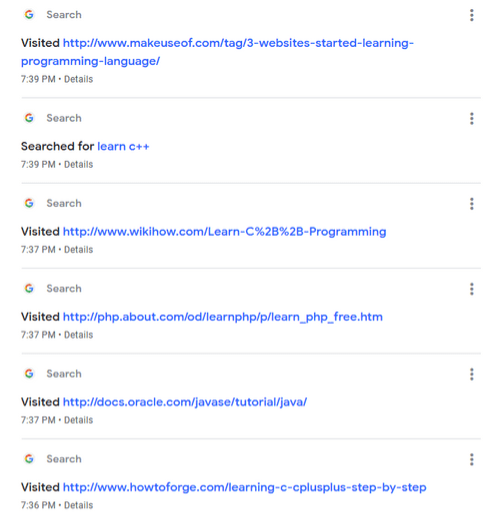 Search
Visited http://www.makeuseof.com/tag/3-websites-started-learning-
programming-language/
7:39 PM • Details
Search
Searched for learn c++
7:39 PM • Details
Search
Visited http://www.wikihow.com/Learn-C%2B%2B-Programming
7:37 PM • Details
Search
Visited http://php.about.com/od/learnphp/p/learn_php_free.htm
7:37 PM • Details
Search
Visited http://docs.oracle.com/javase/tutorial/java/
7:37 PM • Details
Search
Visited http://www.howtoforge.com/learning-c-cplusplus-step-by-step
7:36 PM • Details